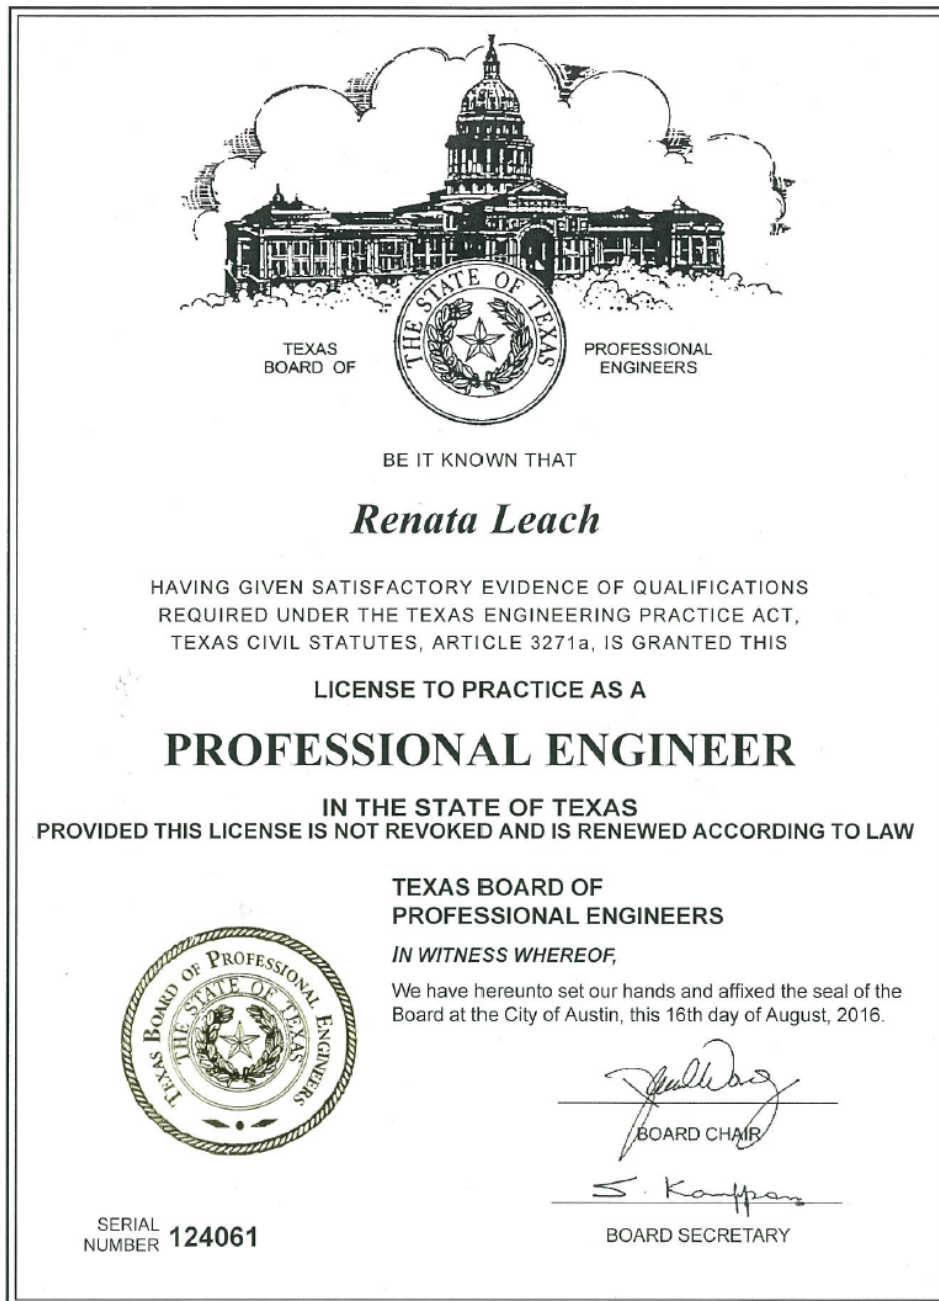 THE STATE OF TEXAS
TEXAS
BOARD OF
PROFESSIONAL
ENGINEERS
BE IT KNOWN THAT
Renata Leach
HAVING GIVEN SATISFACTORY EVIDENCE OF QUALIFICATIONS
REQUIRED UNDER THE TEXAS ENGINEERING PRACTICE ACT,
TEXAS CIVIL STATUTES, ARTICLE 3271a, IS GRANTED THIS
LICENSE TO PRACTICE AS A
PROFESSIONAL ENGINEER
IN THE STATE OF TEXAS
PROVIDED THIS LICENSE IS NOT REVOKED AND IS RENEWED ACCORDING TO LAW
TEXAS BOARD OF
PROFESSIONAL ENGINEERS
IN WITNESS WHEREOF,
We have hereunto set our hands and affixed the seal of the
Board at the City of Austin, this 16th day of August, 2016.
TEXAS BOARD OF PROFESSIONAL ENGINEERS
THE STATE OF TEXAS
BOARD CHAIR
S.
BOARD SECRETARY
SERIAL
NUMBER 124061